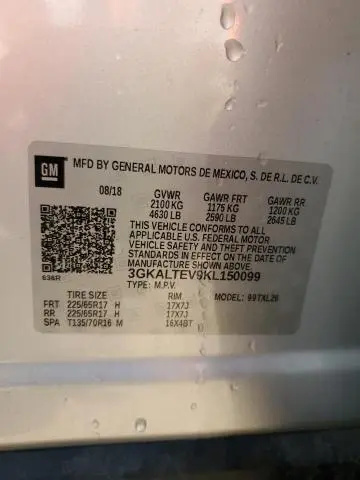 GM
MFD BY GENERAL MOTORS DE MEXICO, S. DE R.L. DE C.V.
08/18 GVWR GAWR FRT GAWR RR
2100 KG 1175 KG 1200 KG
4630 LB 2590 LB 2645 LB
THIS VEHICLE CONFORMS TO ALL
APPLICABLE U.S. FEDERAL MOTOR VEHICLE
SAFETY, BUMPER, AND THEFT PREVENTION
STANDARDS IN EFFECT ON THE DATE OF
MANUFACTURE SHOWN ABOVE.
3GKALTEV9KL150099
TYPE: M.P.V. MODEL: 99TXL26
TIRE SIZE RIM
FRT 225/65R17 H 17X7J
RR 225/65R17 H 17X7J
SPA T135/70R16 M 16X4BT